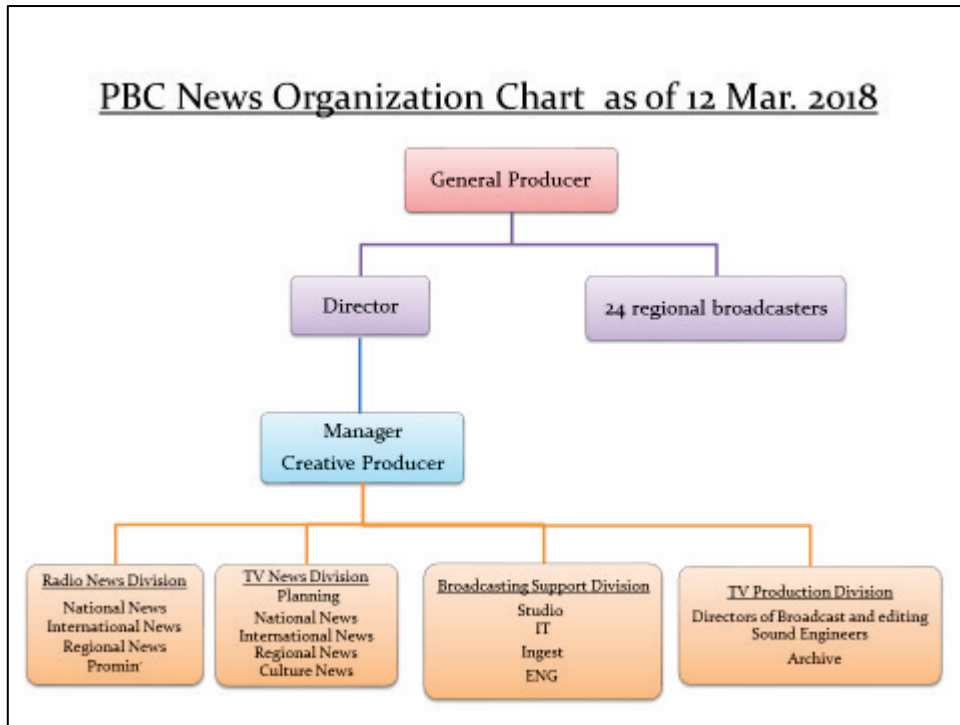 PBC News Organization Chart as of 12 Mar. 2018
General Producer
Director
24 regional broadcasters
Manager
Creative Producer
Radio News Division
National News
International News
Regional News
Promin'
TV News Division
Planning
National News
International News
Regional News
Culture News
Broadcasting Support Division
Studio
IT
Ingest
ENG
TV Production Division
Directors of Broadcast and editing
Sound Engineers
Archive